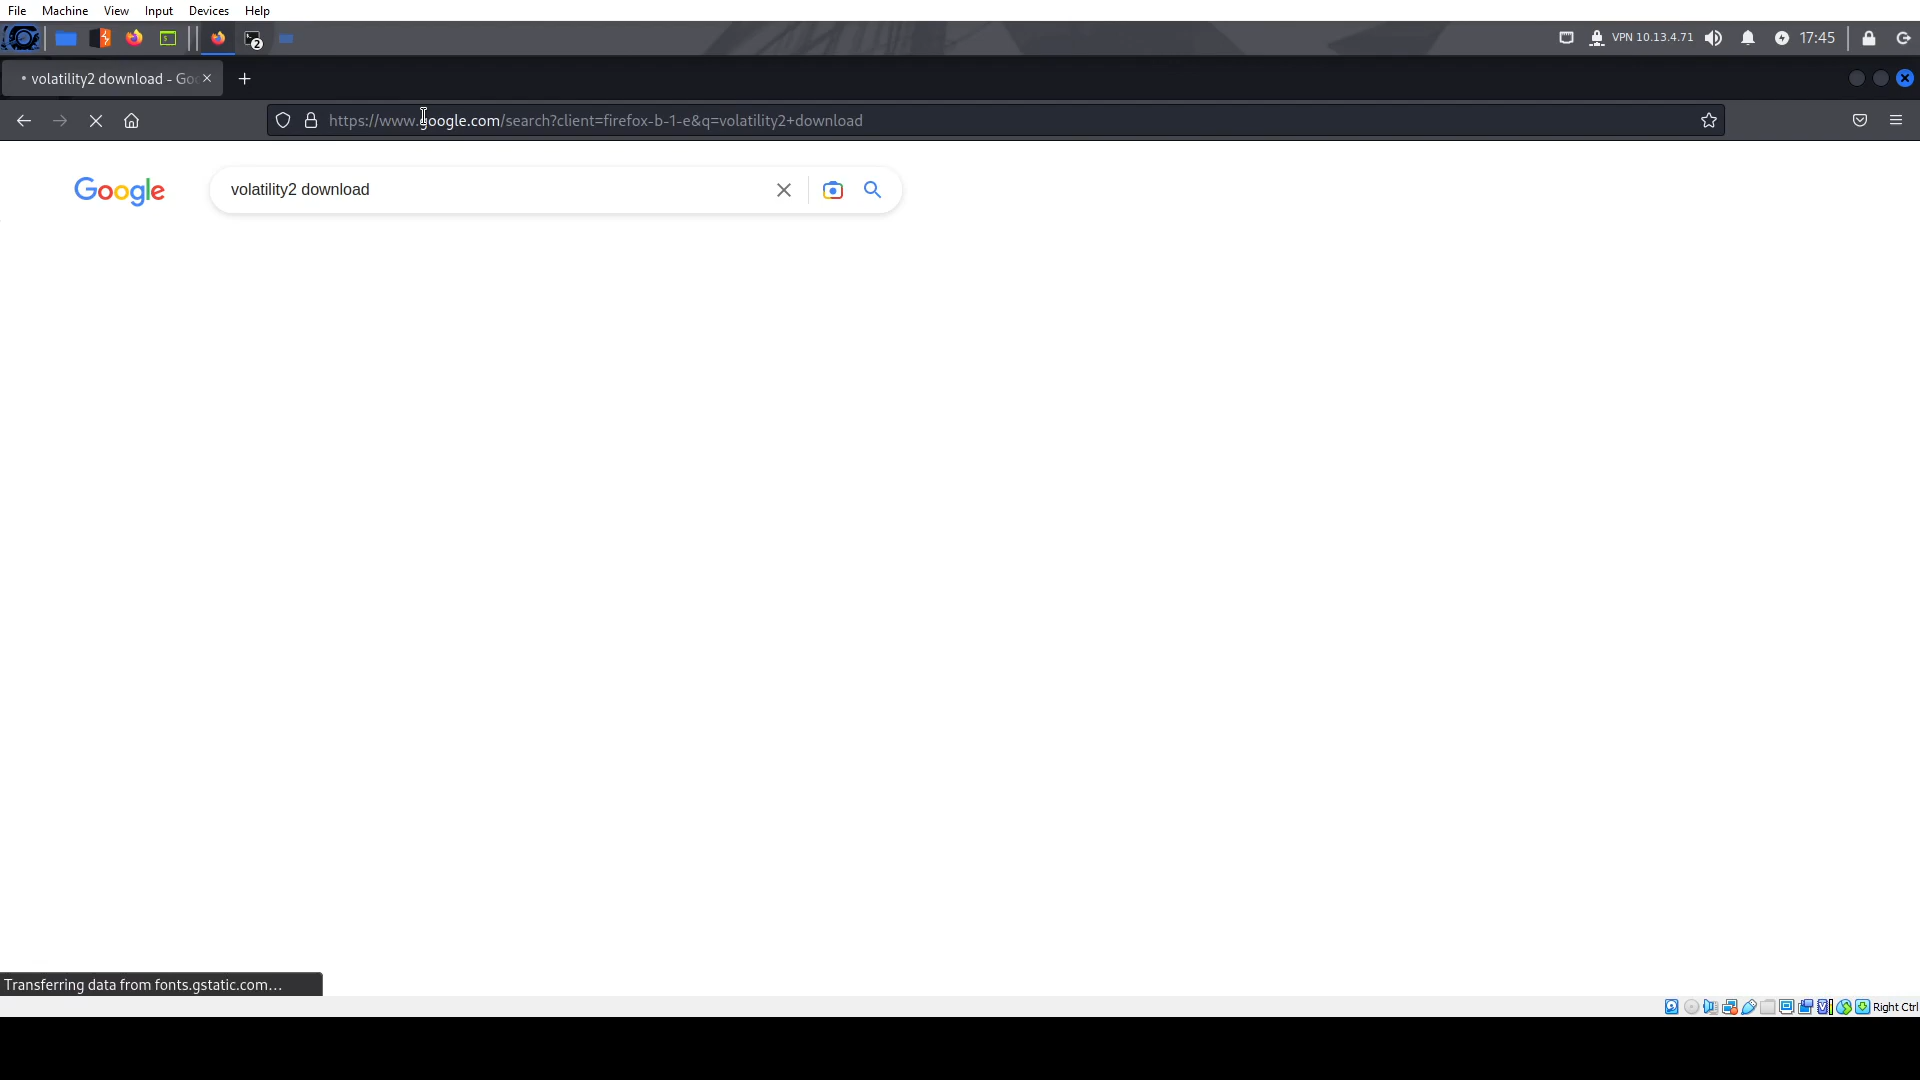 File Machine View Input Devices Help
2 VPN 10.13.4.71 17:45
volatility2 download - Go
https://www.google.com/search?client=firefox-b-1-e&q=volatility2+download
Google volatility2 download
Transferring data from fonts.gstatic.com...
Right Ctrl